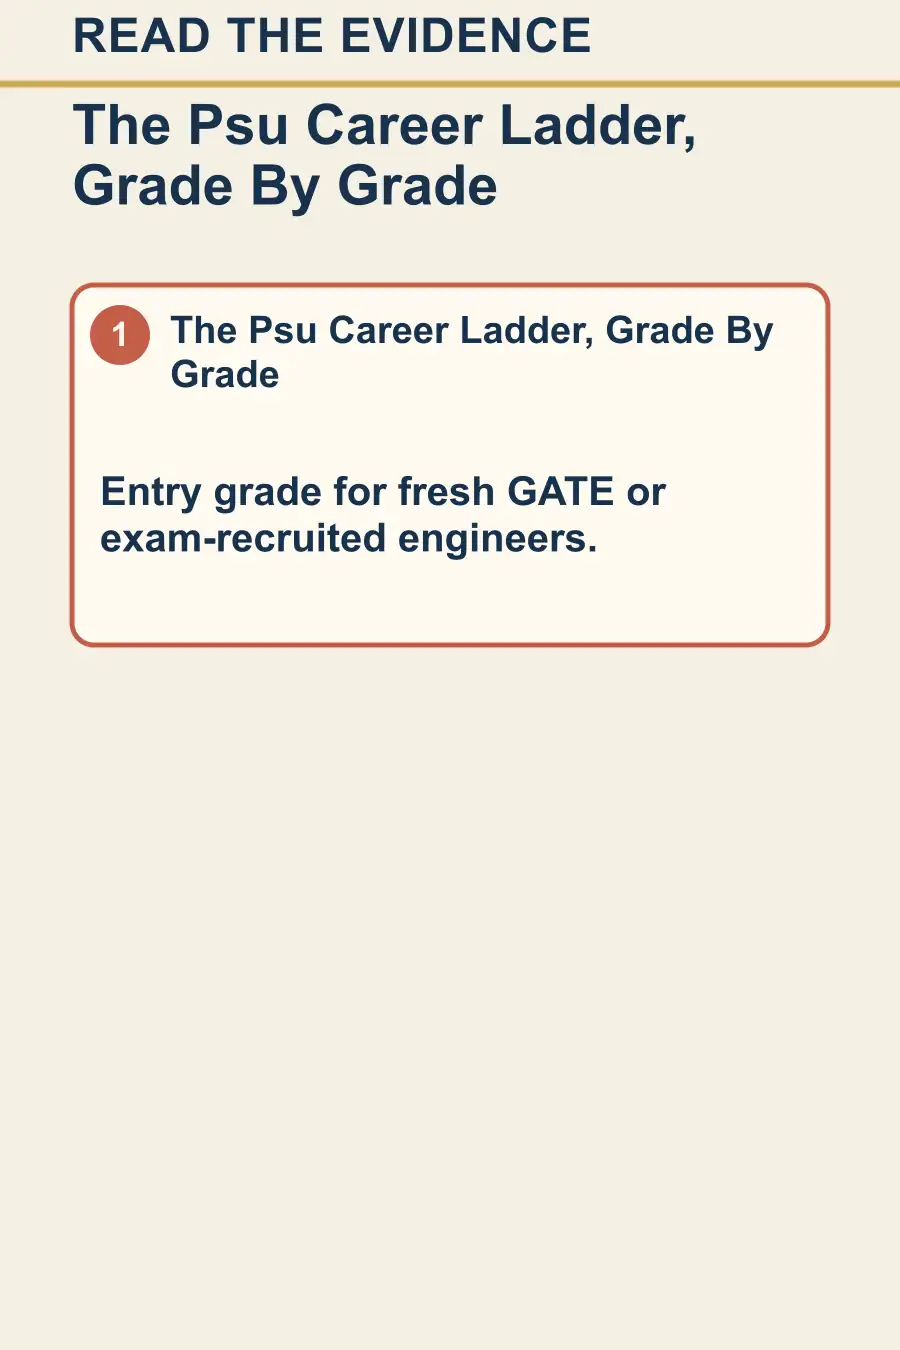 READ THE EVIDENCE
The Psu Career Ladder,
Grade By Grade
1
The Psu Career Ladder, Grade By
Grade
Entry grade for fresh GATE or
exam-recruited engineers.